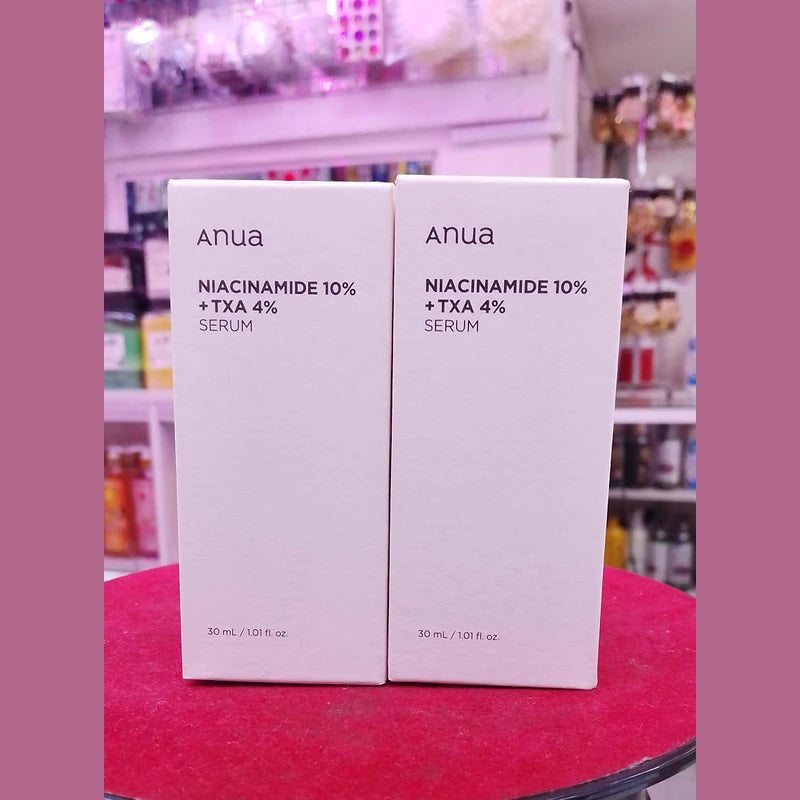 Anua
NIACINAMIDE 10%
+ TXA 4%
SERUM
30 mL / 1.01 fl. oz.
Anua
NIACINAMIDE 10%
+ TXA 4%
SERUM
30 mL / 1.01 fl. oz.